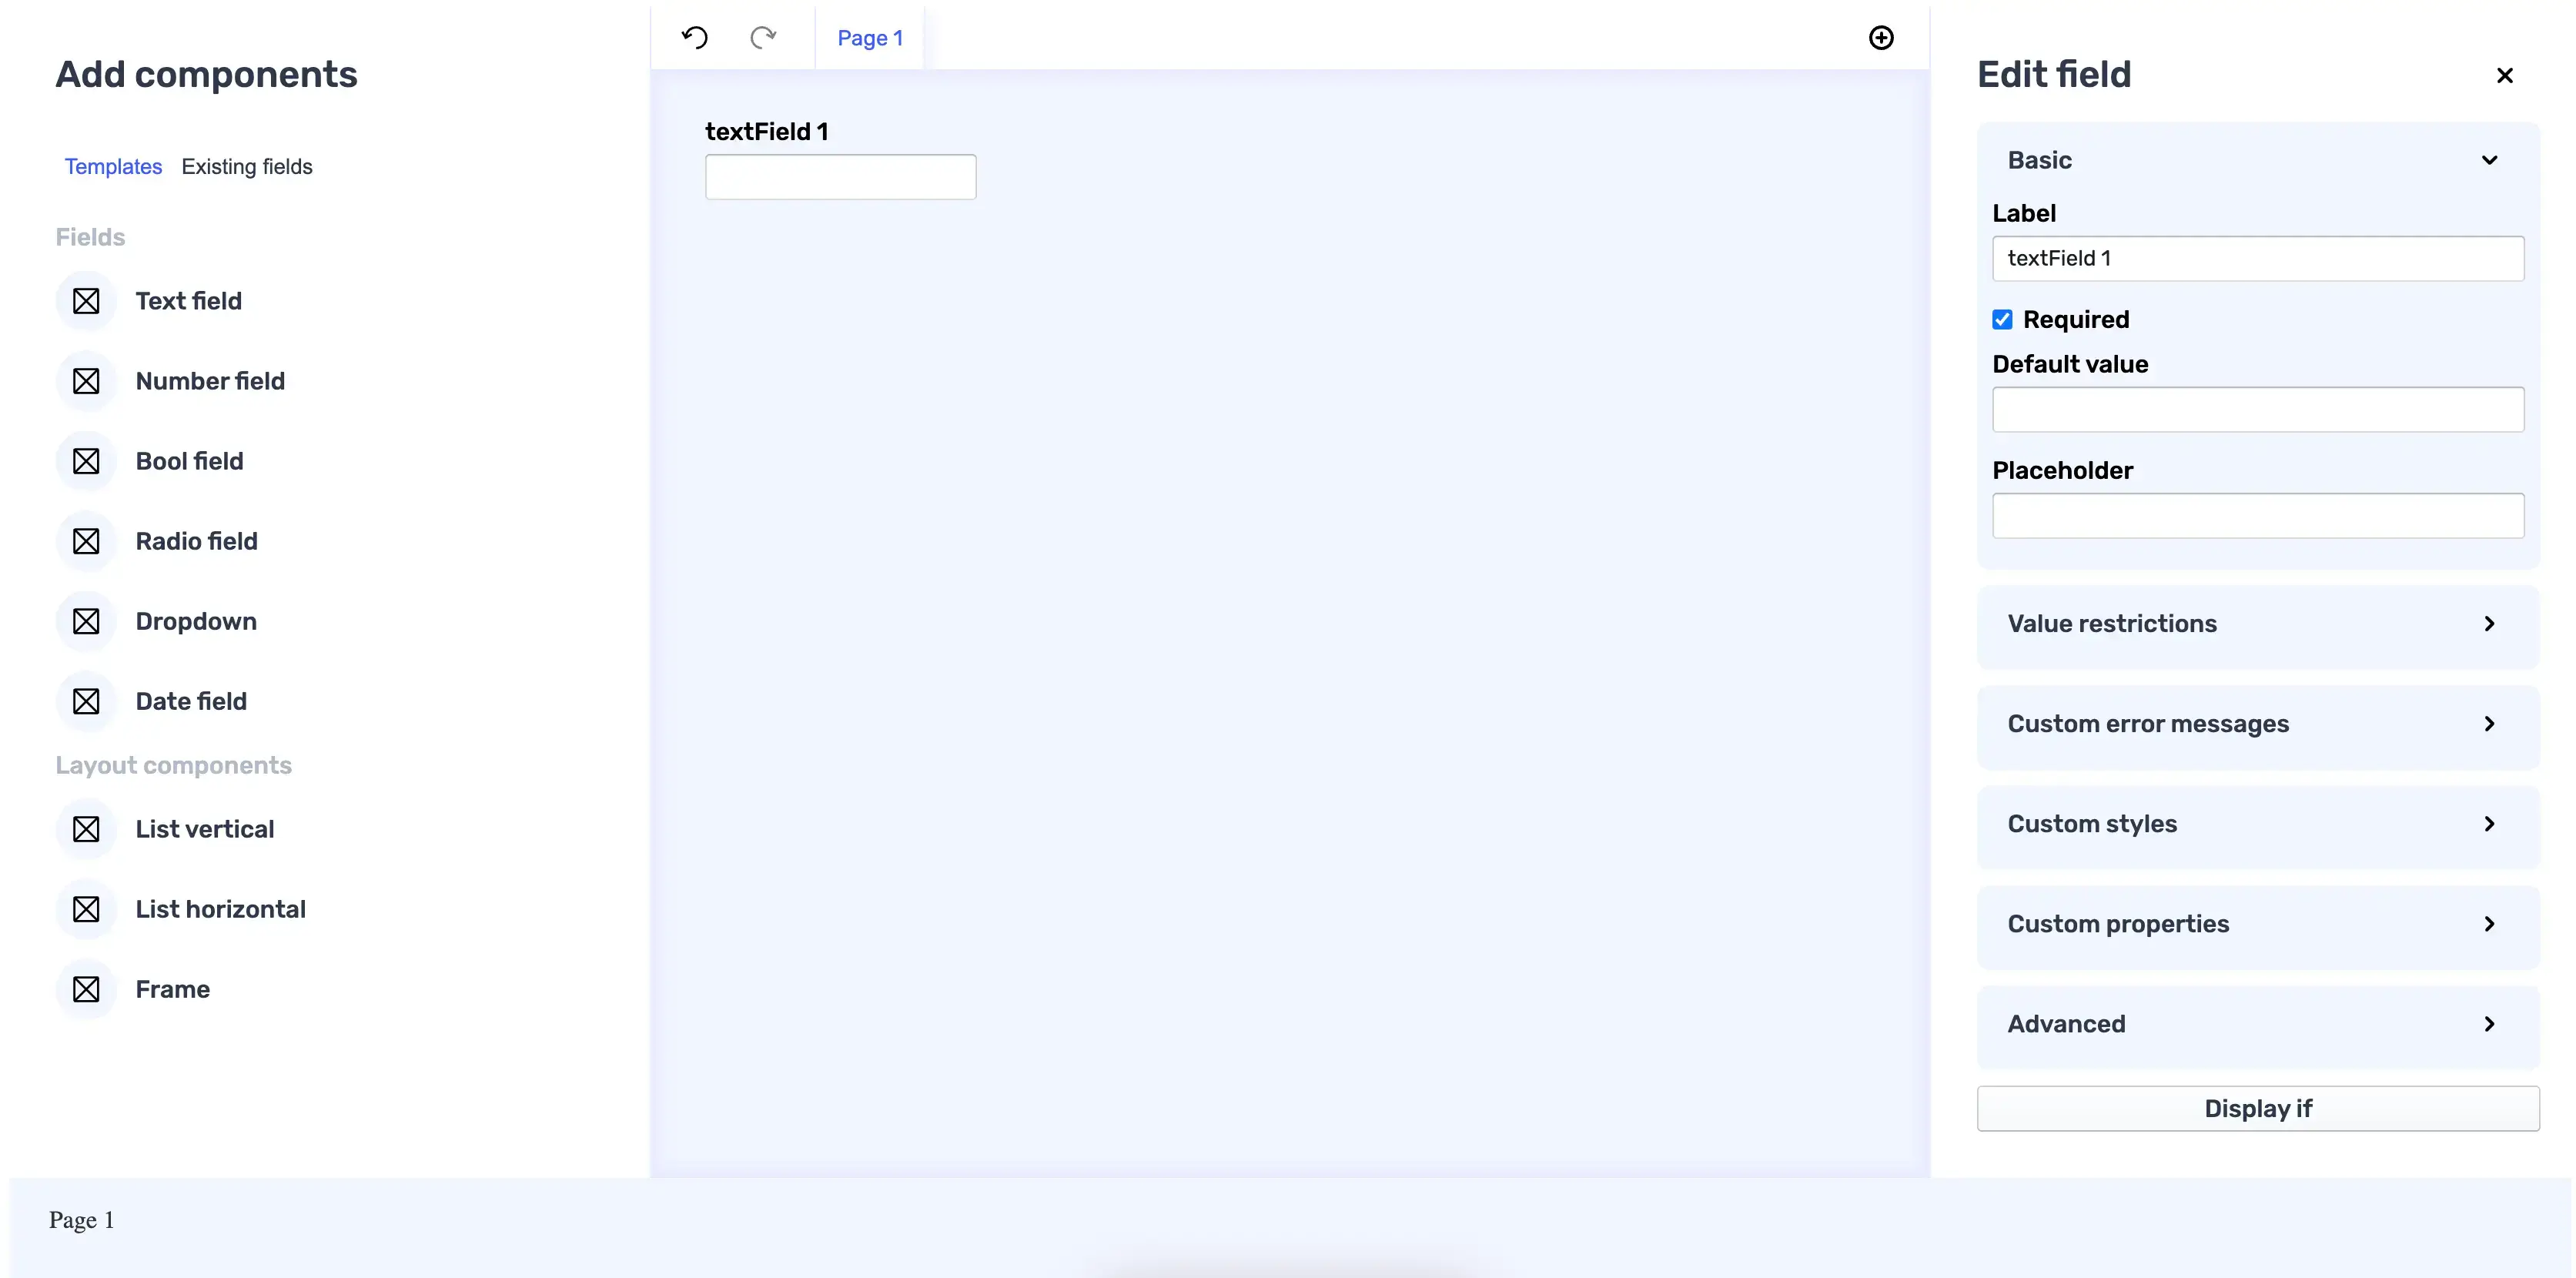 Add components
Templates
Existing fields
Fields
Text field
Number field
Bool field
Radio field
Dropdown
Date field
Layout components
List vertical
List horizontal
Frame
Page 1
textField 1
Edit field
Basic
Label
textField 1
Required
Default value
Placeholder
Value restrictions
Custom error messages
Custom styles
Custom properties
Advanced
Display if
Page 1